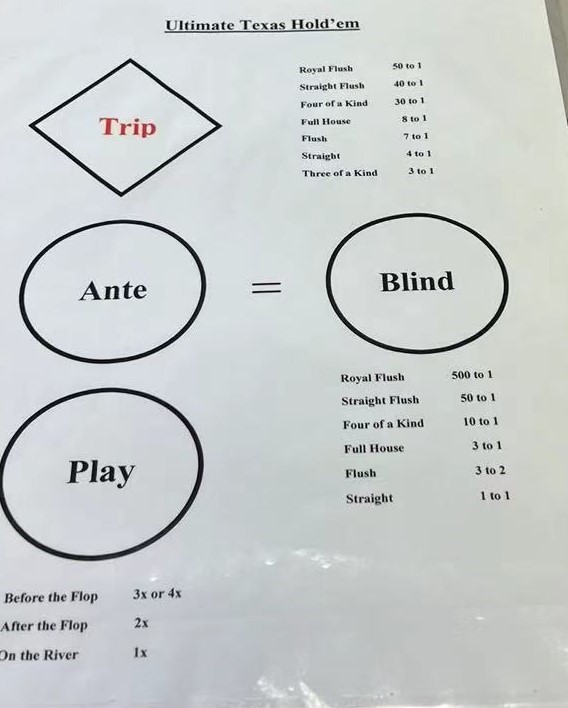 Ultimate Texas Hold'em
Trip
Royal Flush 50 to 1
Straight Flush 40 to 1
Four of a Kind 30 to 1
Full House 8 to 1
Flush 7 to 1
Straight 4 to 1
Three of a Kind 3 to 1
Ante = Blind
Royal Flush 500 to 1
Straight Flush 50 to 1
Four of a Kind 10 to 1
Full House 3 to 1
Flush 3 to 2
Straight 1 to 1
Play
Before the Flop 3x or 4x
After the Flop 2x
On the River 1x